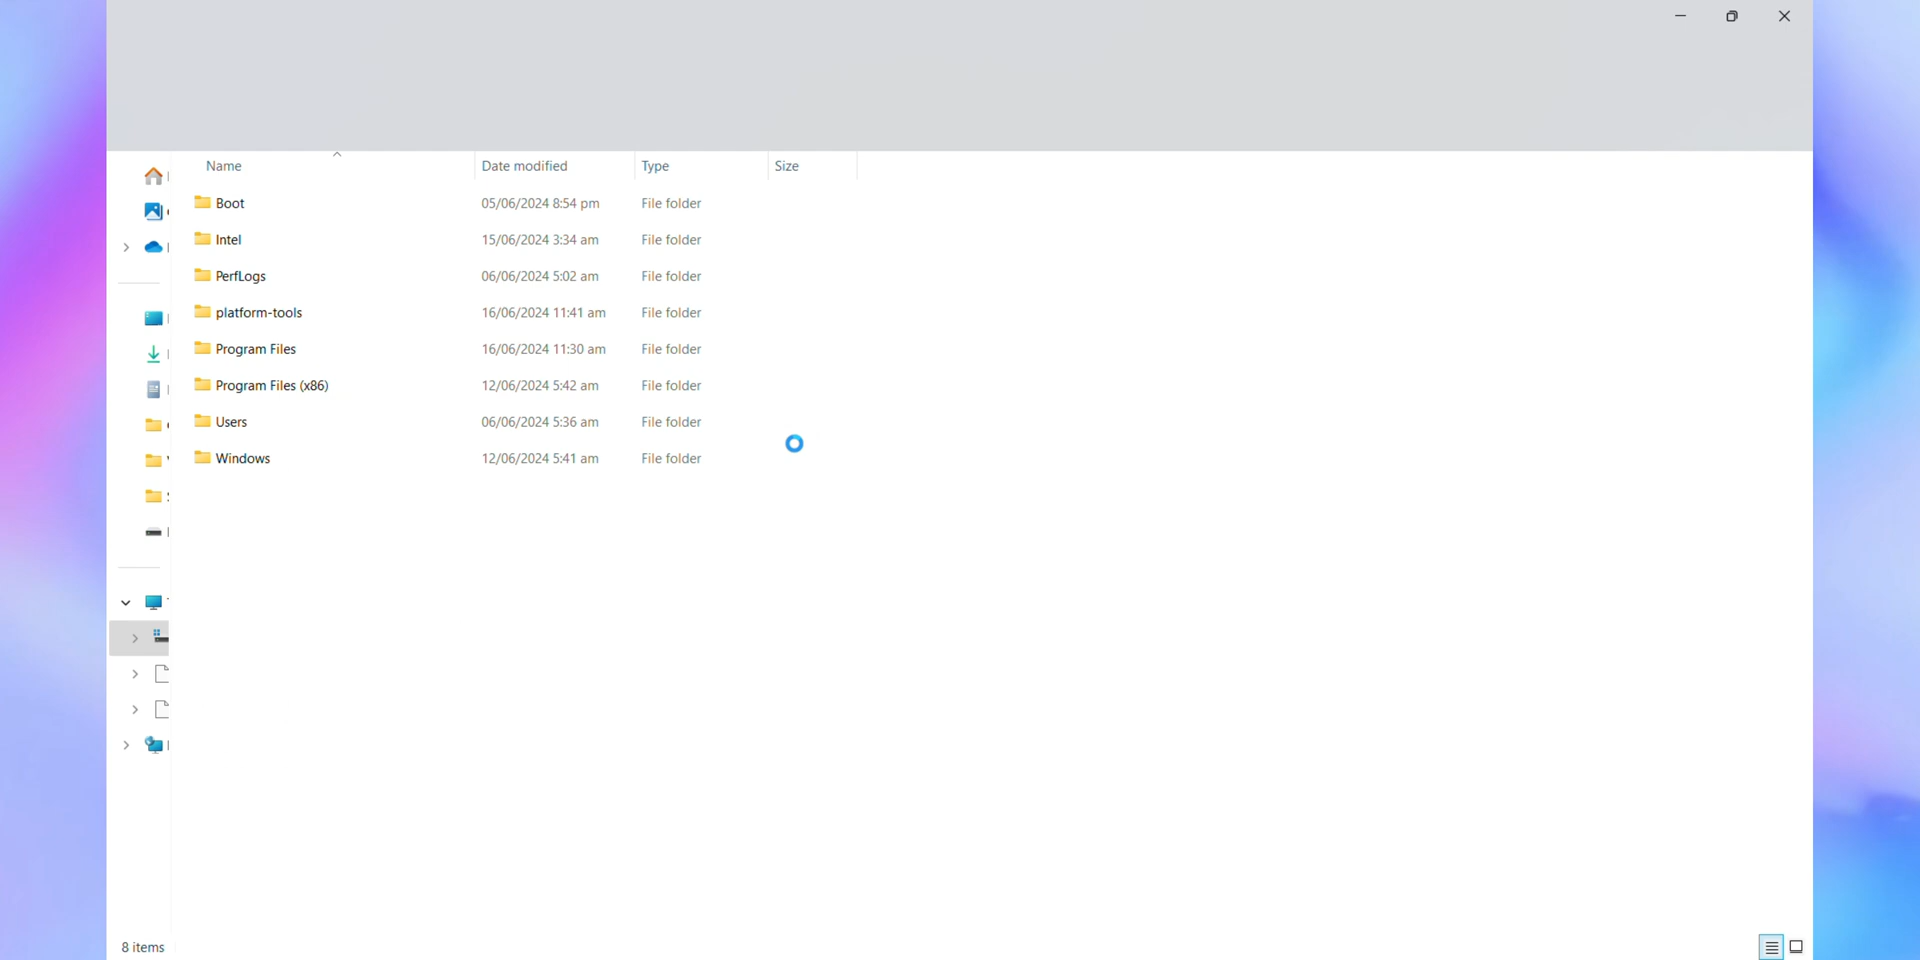 Name Date modified Type Size
Boot 05/06/2024 8:54 pm File folder
Intel 15/06/2024 3:34 am File folder
PerfLogs 06/06/2024 5:02 am File folder
platform-tools 16/06/2024 11:41 am File folder
Program Files 16/06/2024 11:30 am File folder
Program Files (x86) 12/06/2024 5:42 am File folder
Users 06/06/2024 5:36 am File folder
Windows 12/06/2024 5:41 am File folder
8 items